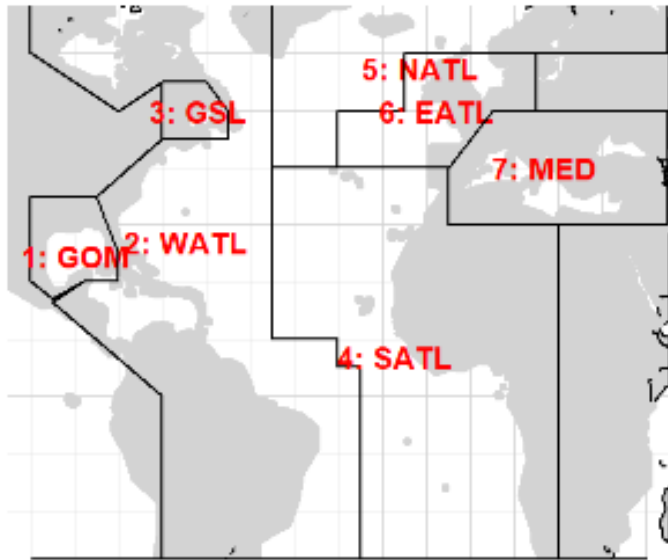 5: NATL
3: GSL
6: EATL
7: MED
2: WATL
1: GOM
4: SATL